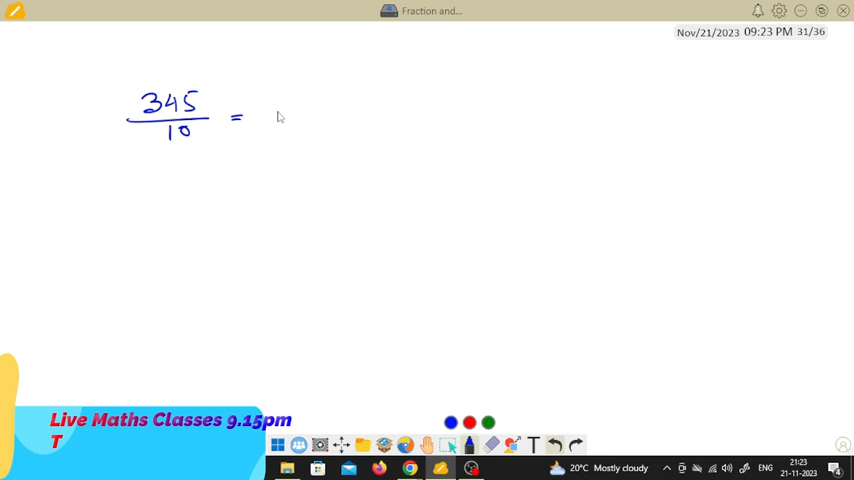 Fraction and...
Nov/21/2023 09:23 PM 31/36
345
10 =
Live Maths Classes 9.15pm
T
T
20°C Mostly cloudy
ENG
21:23
21-11-2023
4